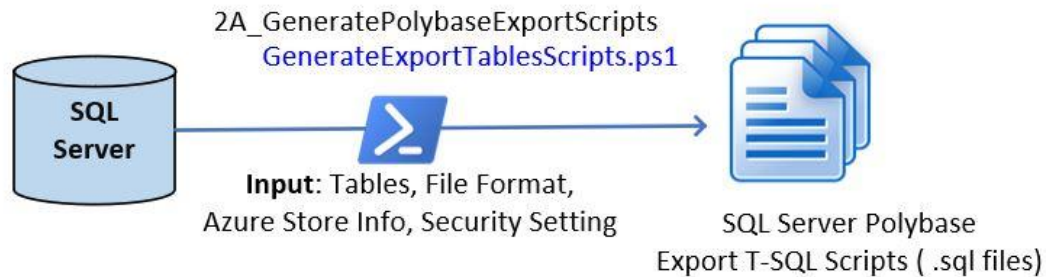 2A_GeneratePolybaseExportScripts
GenerateExportTablesScripts.ps1
SQL
Server
Input: Tables, File Format,
Azure Store Info, Security Setting
SQL Server Polybase
Export T-SQL Scripts ( .sql files)